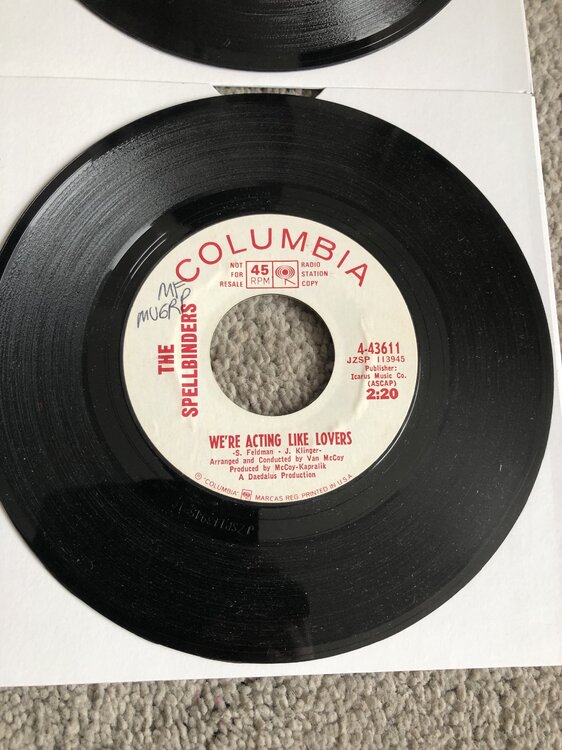 COLUMBIA
NOT
FOR
RESALE
45
RPM
RADIO
STATION
COPY
THE
SPELLBINDERS
4-43611
JZSP 113945
Publisher:
Icarus Music Co.
(ASCAP)
2:20
WE'RE ACTING LIKE LOVERS
-S. Feldman - J. Klinger-
Arranged and Conducted by Van McCoy
Produced by McCoy-Kapralik
A Daedalus Production
℗ "COLUMBIA" MARCAS REG. PRINTED IN U.S.A.